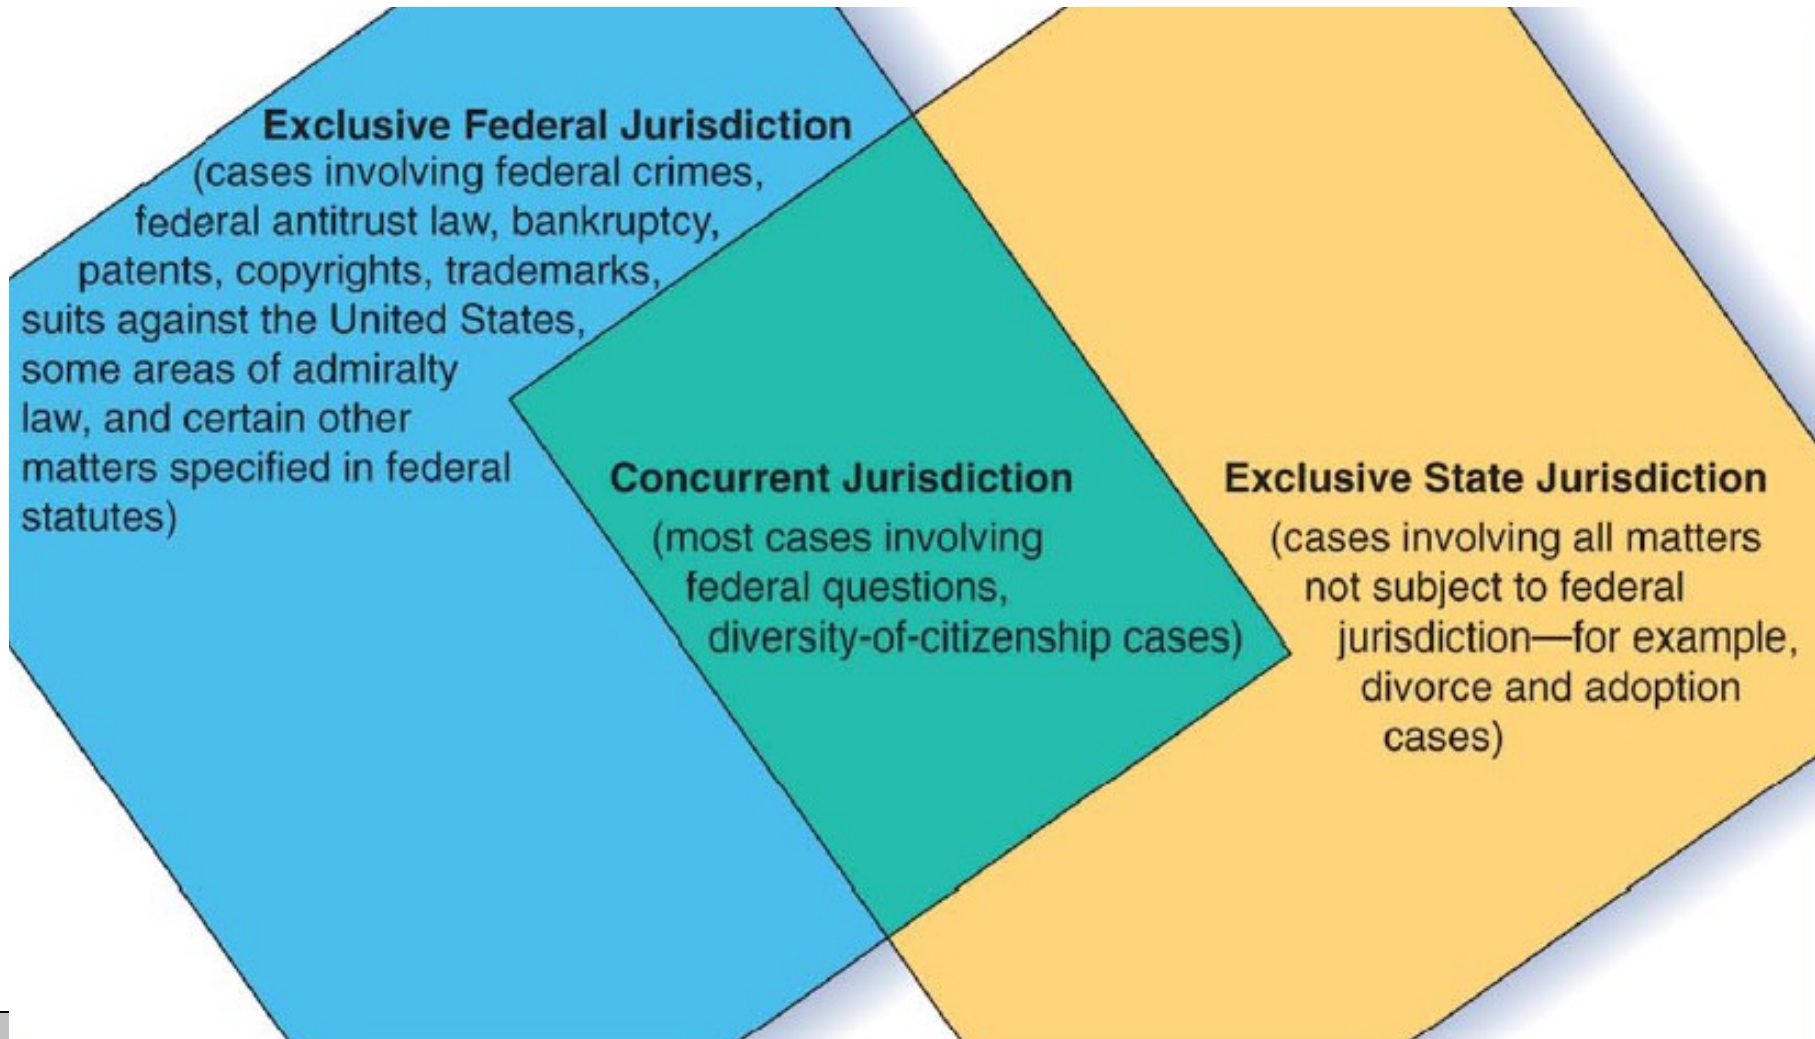 Exclusive Federal Jurisdiction
(cases involving federal crimes,
federal antitrust law, bankruptcy,
patents, copyrights, trademarks,
suits against the United States,
some areas of admiralty
law, and certain other
matters specified in federal
statutes)
Concurrent Jurisdiction
(most cases involving
federal questions,
diversity-of-citizenship cases)
Exclusive State Jurisdiction
(cases involving all matters
not subject to federal
jurisdiction—for example,
divorce and adoption
cases)